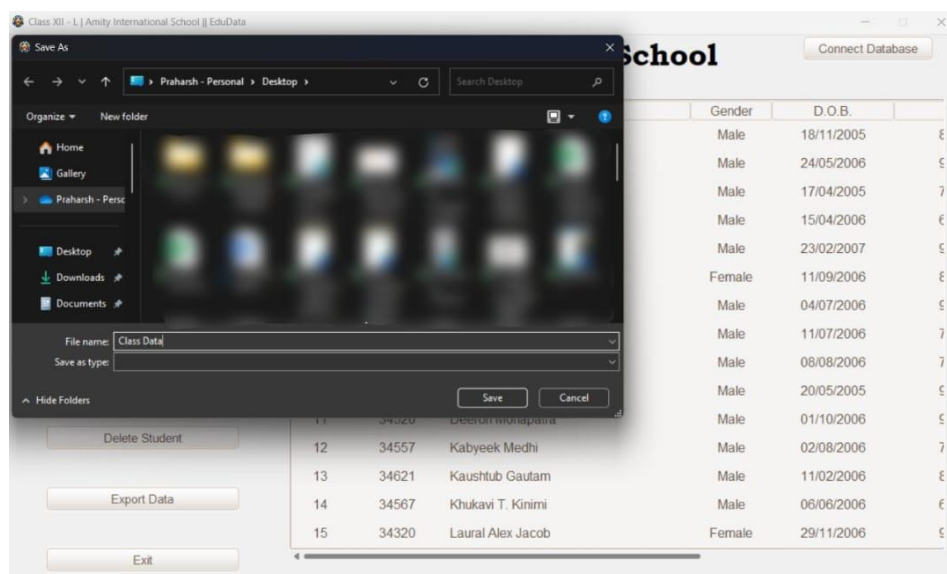 Class XII - L | Amity International School || EduData
Save As
School
Connect Database
Praharsh - Personal › Desktop ›
Search Desktop
Organize
New folder
Home
Gallery
Praharsh - Persc
Desktop
Downloads
Documents
File name: Class Data
Save as type:
Hide Folders
Save
Cancel
Gender D.O.B.
Male 18/11/2005
Male 24/05/2006
Male 17/04/2005
Male 15/04/2006
Male 23/02/2007
Female 11/09/2006
Male 04/07/2006
Male 11/07/2006
Male 08/08/2006
Male 20/05/2005
Male 01/10/2006
12 34557 Kabyeek Medhi Male 02/08/2006
13 34621 Kaushtub Gautam Male 11/02/2006
14 34567 Khukavi T. Kinimi Male 06/06/2006
15 34320 Laural Alex Jacob Female 29/11/2006
Delete Student
Export Data
Exit